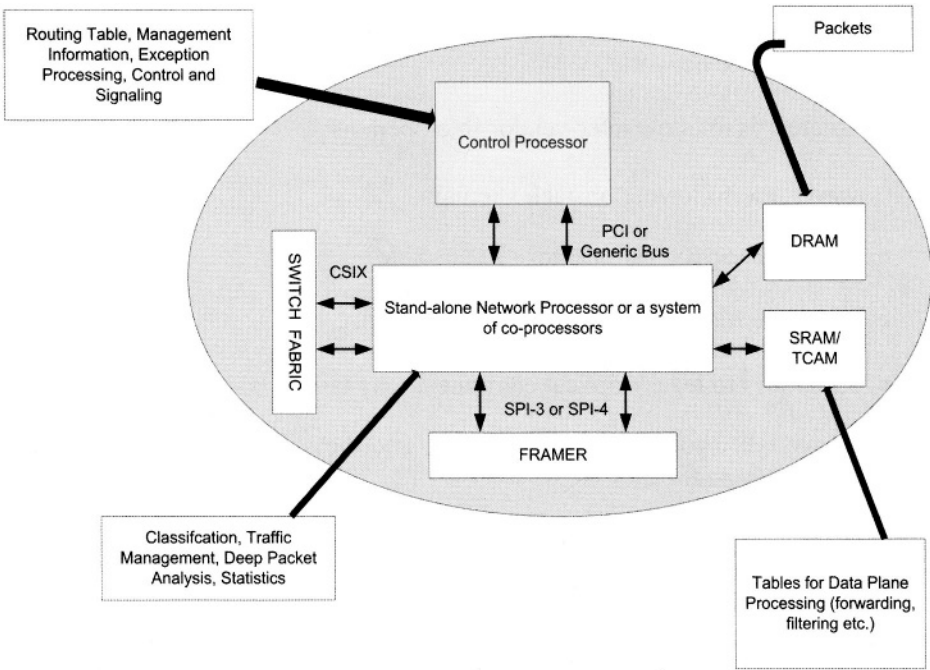 Routing Table, Management
Information, Exception
Processing, Control and
Signaling
Packets
Control Processor
PCI or
Generic Bus
DRAM
SWITCH FABRIC
CSIX
Stand-alone Network Processor or a system
of co-processors
SRAM/
TCAM
SPI-3 or SPI-4
FRAMER
Classifcation, Traffic
Management, Deep Packet
Analysis, Statistics
Tables for Data Plane
Processing (forwarding,
filtering etc.)